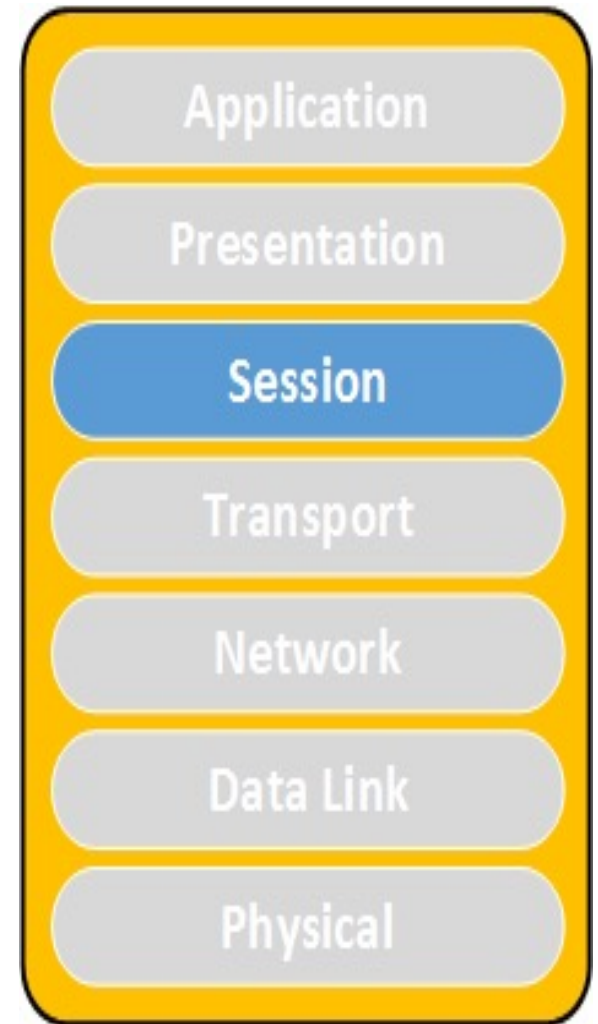 Application
Presentation
Session
Transport
Network
Data Link
Physical